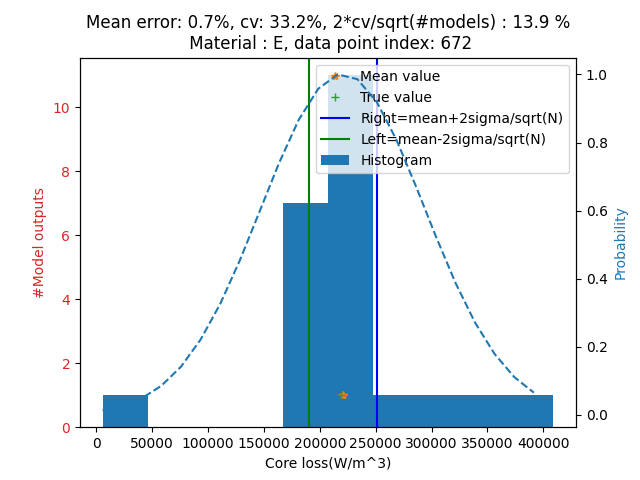 Mean error: 0.7%, cv: 33.2%, 2*cv/sqrt(#models) : 13.9 %
Material : E, data point index: 672
Mean value
True value
Right=mean+2sigma/sqrt(N)
Left=mean-2sigma/sqrt(N)
Histogram
#Model outputs
10
8
6
4
2
0
Probability
1.0
0.8
0.6
0.4
0.2
0.0
0 50000 100000 150000 200000 250000 300000 350000 400000
Core loss(W/m^3)